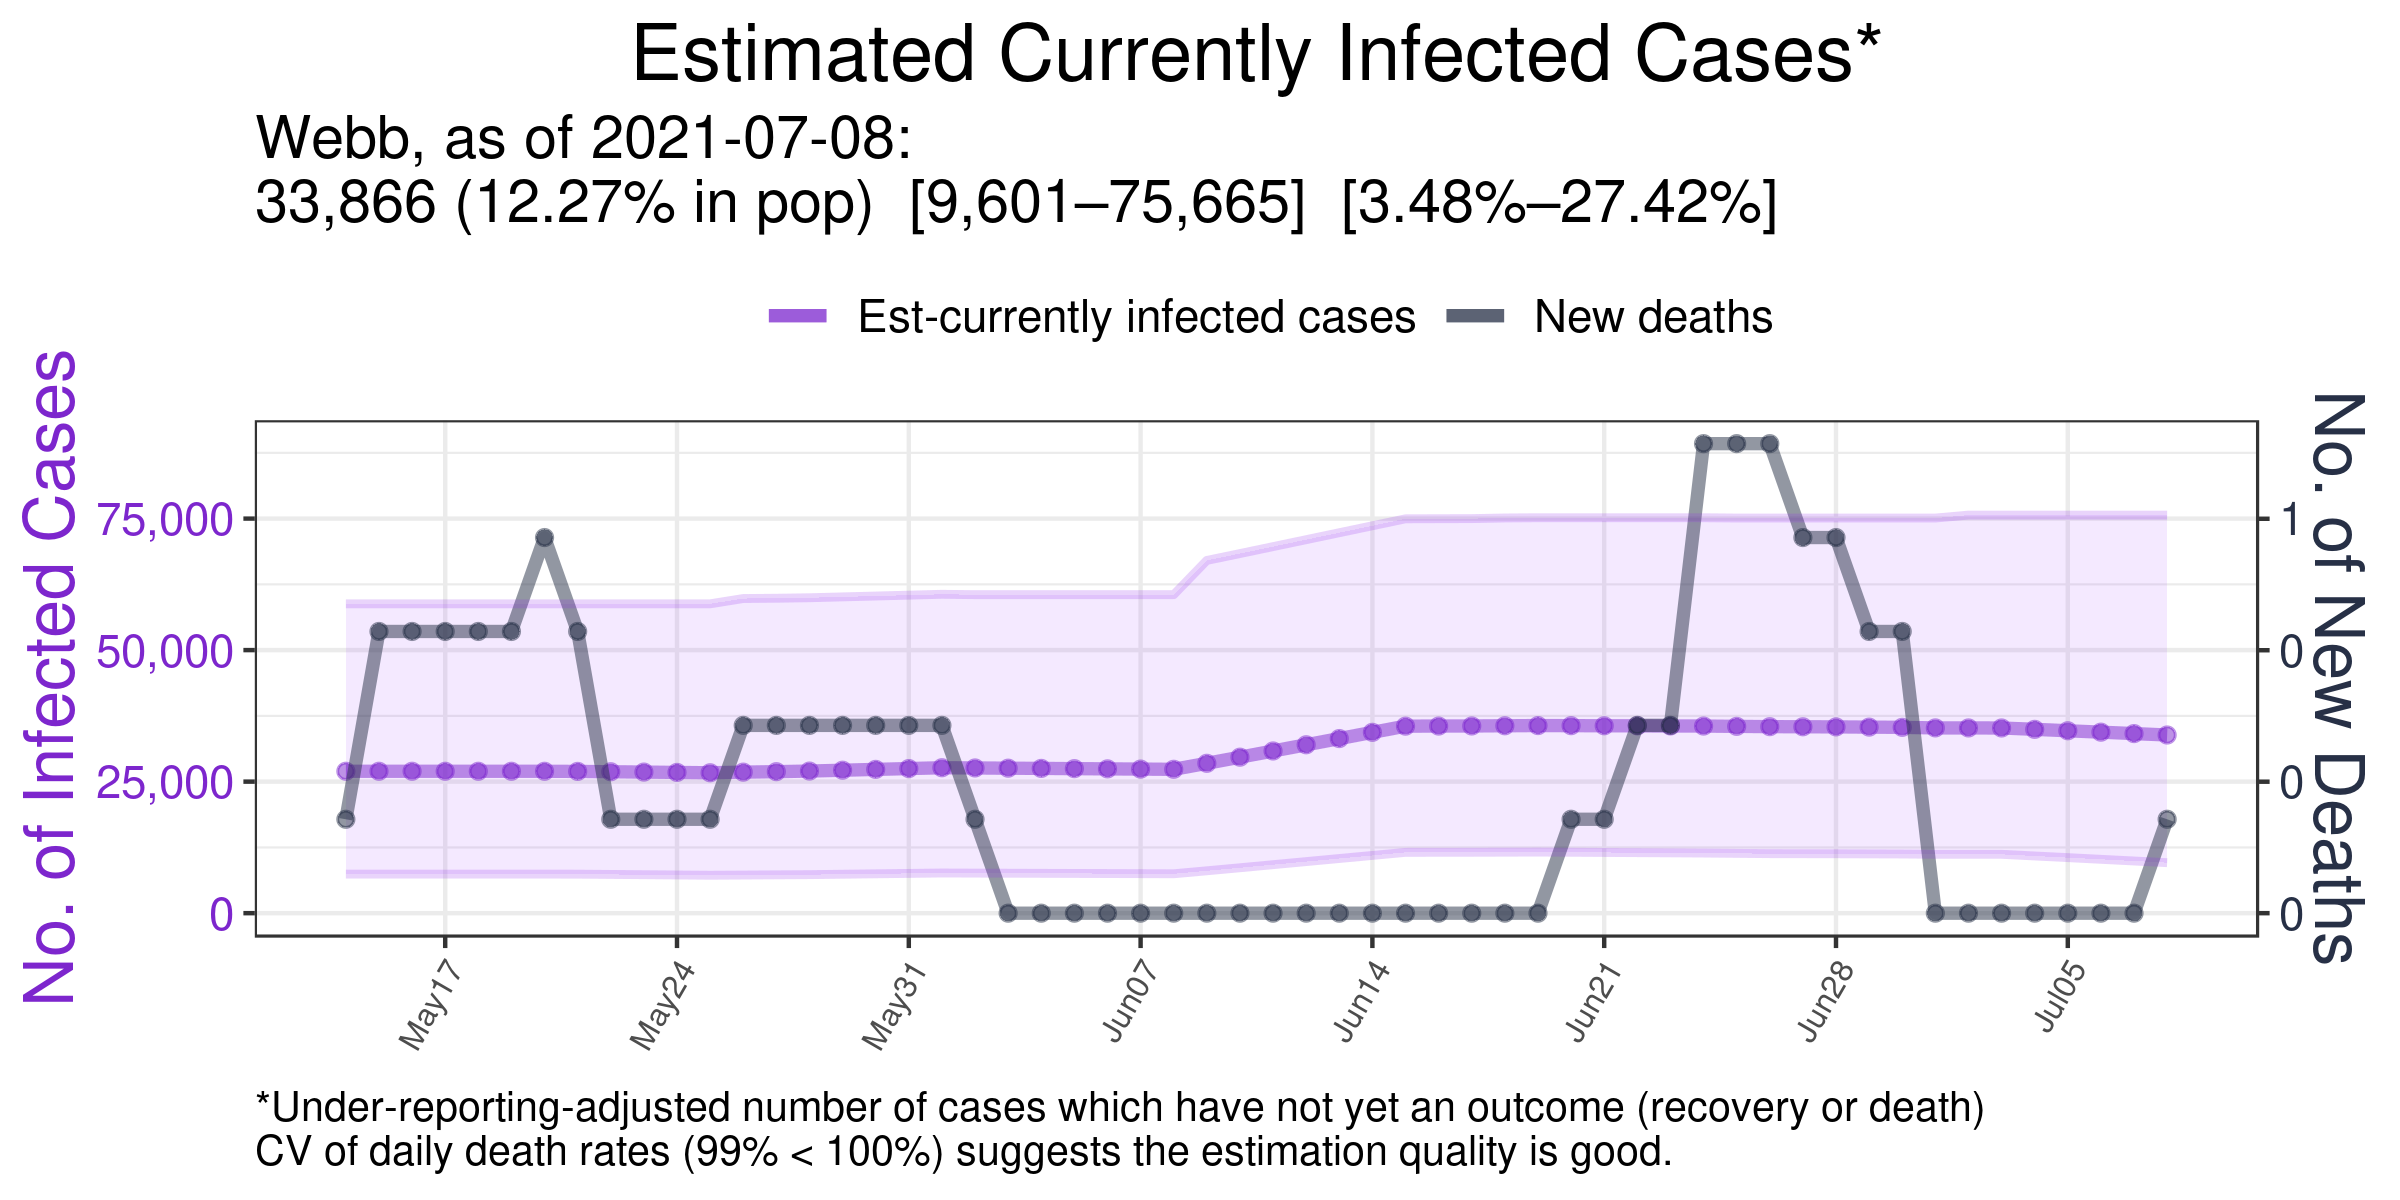 Estimated Currently Infected Cases*
Webb, as of 2021-07-08:
33,866 (12.27% in pop)  [9,601–75,665]  [3.48%–27.42%]
Est-currently infected cases
New deaths
No. of Infected Cases
75,000
50,000
25,000
0
1
0
0
0
No. of New Deaths
May17
May24
May31
Jun07
Jun14
Jun21
Jun28
Jul05
*Under-reporting-adjusted number of cases which have not yet an outcome (recovery or death)
CV of daily death rates (99% < 100%) suggests the estimation quality is good.